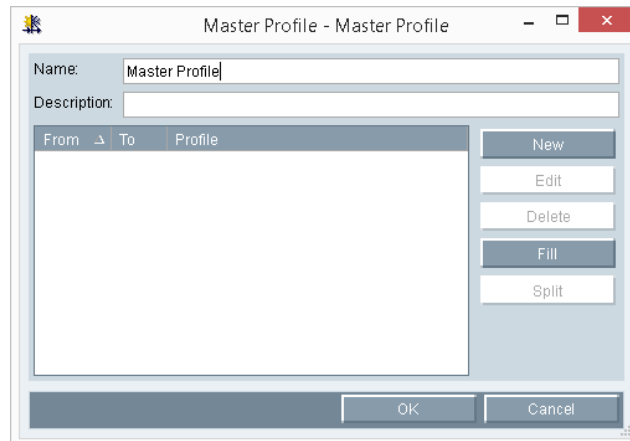 Master Profile - Master Profile
Name: Master Profile
Description:
From To Profile
New
Edit
Delete
Fill
Split
OK Cancel